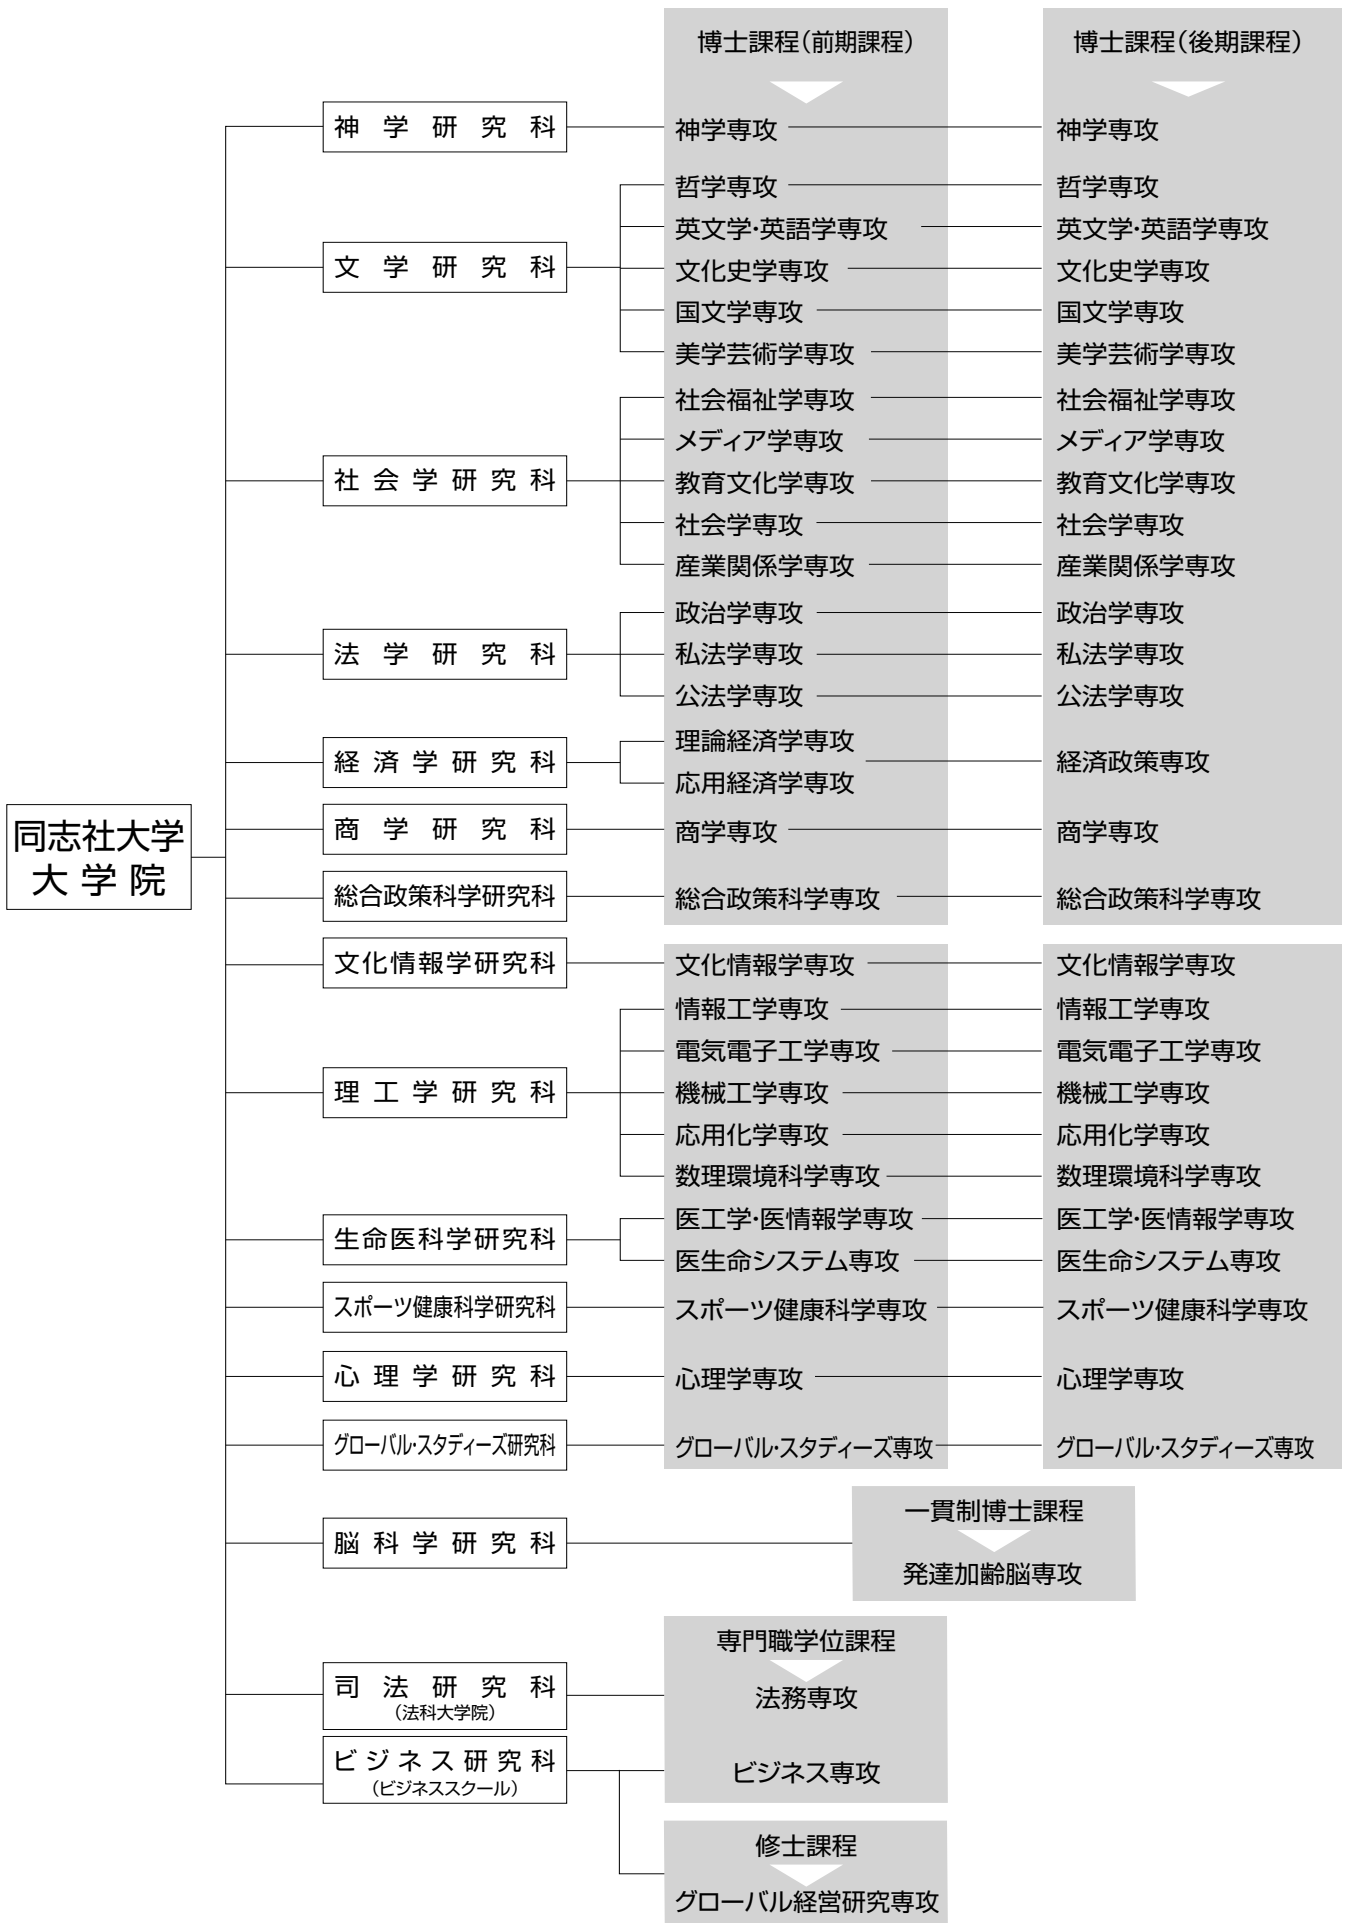 博士課程（前期課程）
博士課程（後期課程）
同志社大学
大学院
神学研究科
神学専攻
神学専攻
文学研究科
哲学専攻
哲学専攻
英文学・英語学専攻
英文学・英語学専攻
文化史学専攻
文化史学専攻
国文学専攻
国文学専攻
美学芸術学専攻
美学芸術学専攻
社会学研究科
社会福祉学専攻
社会福祉学専攻
メディア学専攻
メディア学専攻
教育文化学専攻
教育文化学専攻
社会学専攻
社会学専攻
産業関係学専攻
産業関係学専攻
法学研究科
政治学専攻
政治学専攻
私法学専攻
私法学専攻
公法学専攻
公法学専攻
経済学研究科
理論経済学専攻
応用経済学専攻
経済政策専攻
商学研究科
商学専攻
商学専攻
総合政策科学研究科
総合政策科学専攻
総合政策科学専攻
文化情報学研究科
文化情報学専攻
文化情報学専攻
理工学研究科
情報工学専攻
情報工学専攻
電気電子工学専攻
電気電子工学専攻
機械工学専攻
機械工学専攻
応用化学専攻
応用化学専攻
数理環境科学専攻
数理環境科学専攻
生命医科学研究科
医工学・医情報学専攻
医工学・医情報学専攻
医生命システム専攻
医生命システム専攻
スポーツ健康科学研究科
スポーツ健康科学専攻
スポーツ健康科学専攻
心理学研究科
心理学専攻
心理学専攻
グローバル・スタディーズ研究科
グローバル・スタディーズ専攻
グローバル・スタディーズ専攻
脳科学研究科
一貫制博士課程
発達加齢脳専攻
専門職学位課程
司法研究科
（法科大学院）
法務専攻
ビジネス研究科
（ビジネススクール）
ビジネス専攻
修士課程
グローバル経営研究専攻